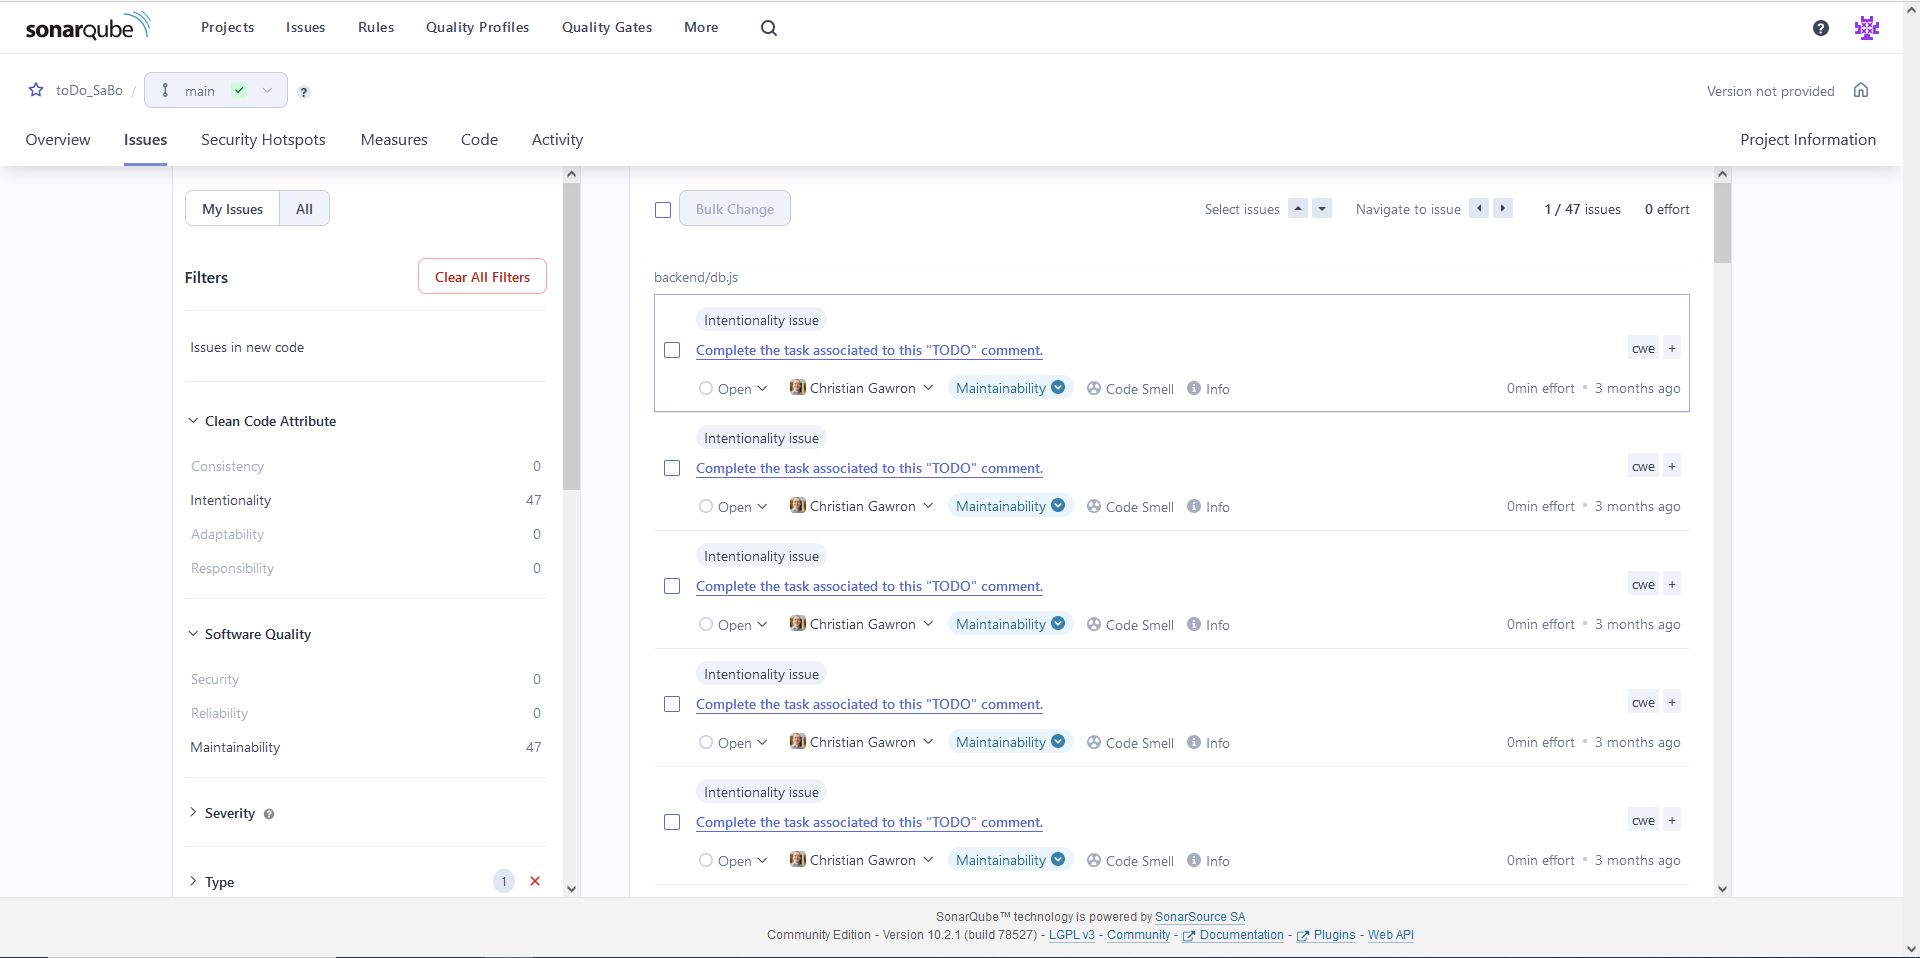 sonarqube Projects Issues Rules Quality Profiles Quality Gates More ?
toDo_SaBo / main ? Version not provided
Overview Issues Security Hotspots Measures Code Activity Project Information
My Issues All
Filters Clear All Filters
Issues in new code
Clean Code Attribute
Consistency 0
Intentionality 47
Adaptability 0
Responsibility 0
Software Quality
Security 0
Reliability 0
Maintainability 47
Severity ?
Type 1
Bulk Change Select issues Navigate to issue 1 / 47 issues 0 effort
backend/db.js
Intentionality issue
Complete the task associated to this "TODO" comment. cwe +
Open Christian Gawron Maintainability Code Smell Info 0min effort • 3 months ago
Intentionality issue
Complete the task associated to this "TODO" comment. cwe +
Open Christian Gawron Maintainability Code Smell Info 0min effort • 3 months ago
Intentionality issue
Complete the task associated to this "TODO" comment. cwe +
Open Christian Gawron Maintainability Code Smell Info 0min effort • 3 months ago
Intentionality issue
Complete the task associated to this "TODO" comment. cwe +
Open Christian Gawron Maintainability Code Smell Info 0min effort • 3 months ago
Intentionality issue
Complete the task associated to this "TODO" comment. cwe +
Open Christian Gawron Maintainability Code Smell Info 0min effort • 3 months ago
SonarQube™ technology is powered by SonarSource SA
Community Edition - Version 10.2.1 (build 78527) - LGPL v3 - Community - Documentation - Plugins - Web API